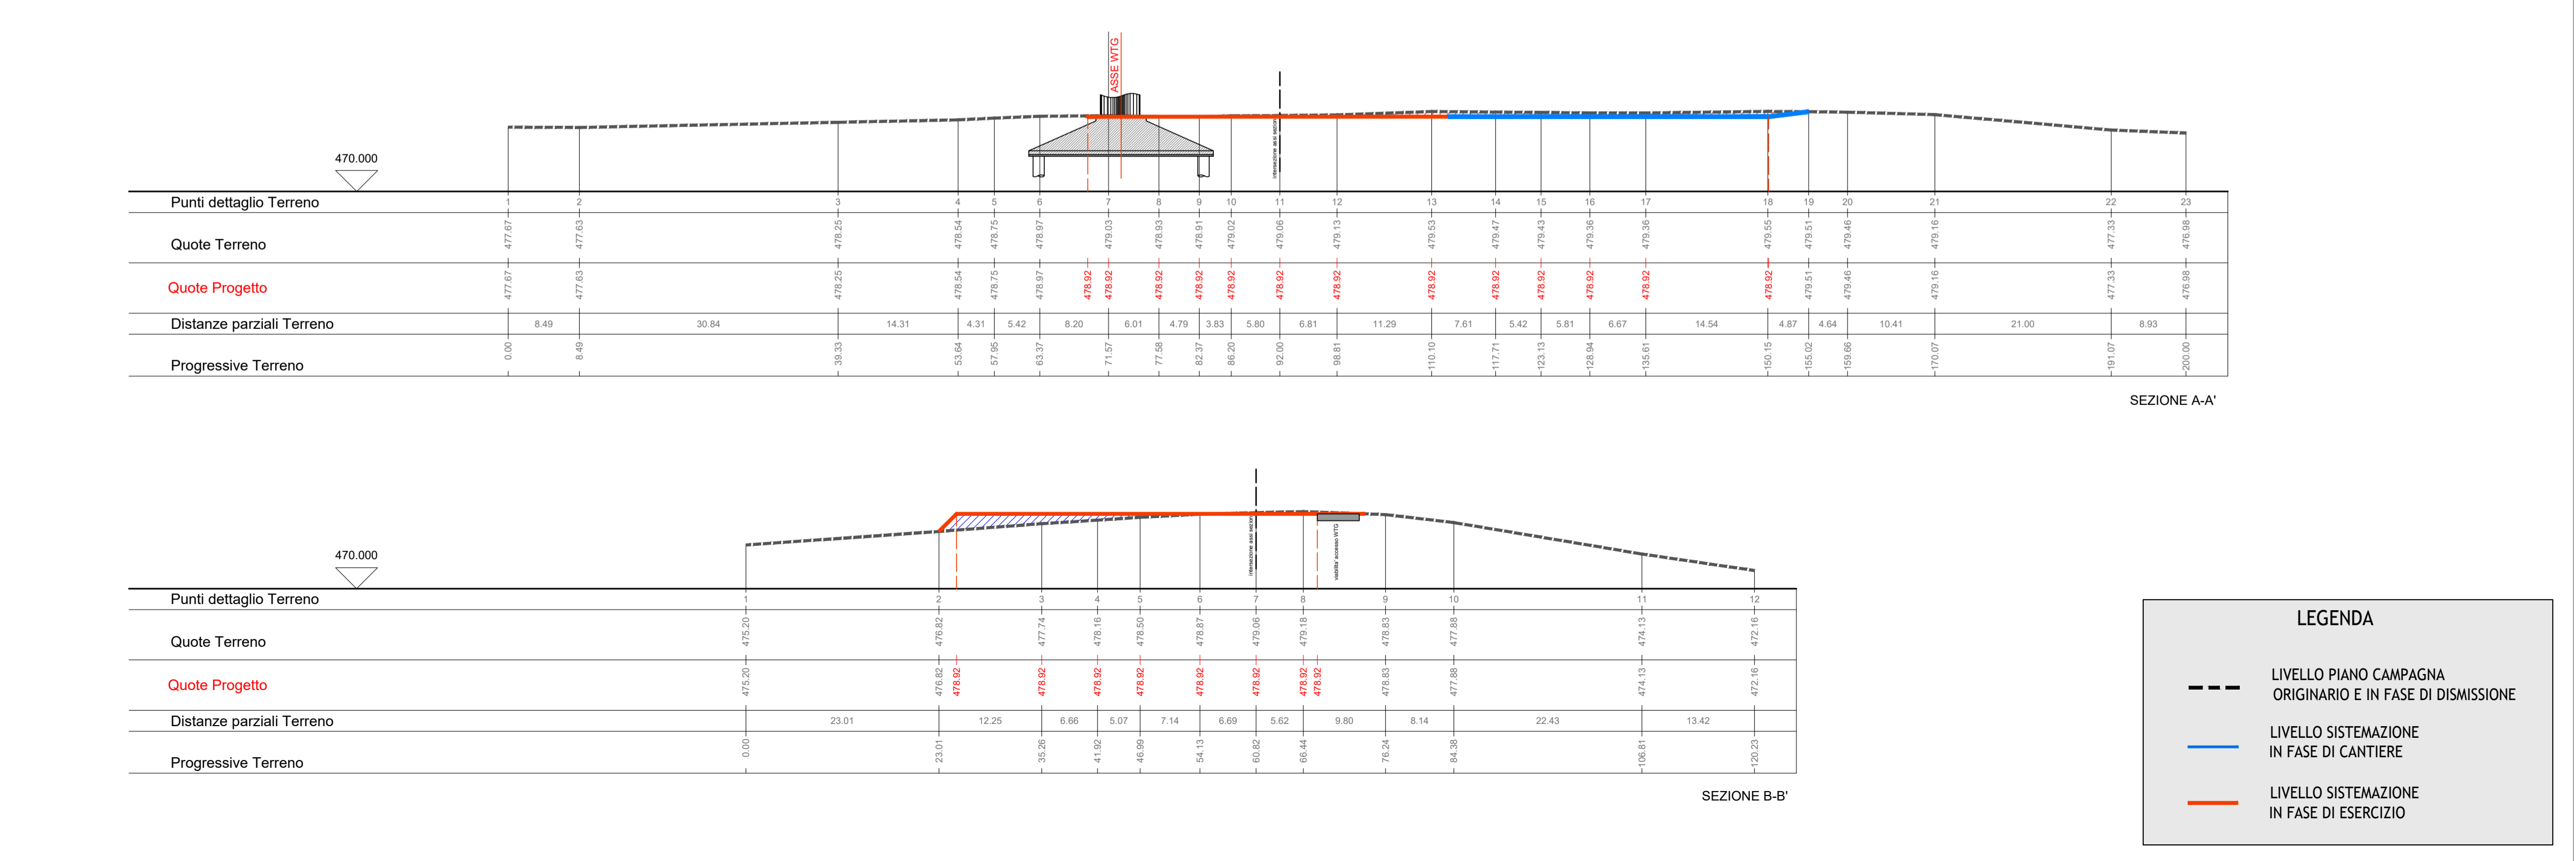 ASSE WTG
intersezione assi sezioni
470.000
Punti dettaglio Terreno 1 2 3 4 5 6 7 8 9 10 11 12 13 14 15 16 17 18 19 20 21 22 23
Quote Terreno 477.67 477.63 478.25 478.54 478.75 478.97 479.03 478.93 478.91 479.02 479.06 479.13 479.53 479.47 479.43 479.36 479.36 479.55 479.51 479.46 479.16 477.33 476.98
Quote Progetto 477.67 477.63 478.25 478.54 478.75 478.97 478.92 478.92 478.92 478.92 478.92 478.92 478.92 478.92 478.92 478.92 478.92 478.92 478.92 479.51 479.46 479.16 477.33 476.98
Distanze parziali Terreno 8.49 30.84 14.31 4.31 5.42 8.20 6.01 4.79 3.83 5.80 6.81 11.29 7.61 5.42 5.81 6.67 14.54 4.87 4.64 10.41 21.00 8.93
Progressive Terreno 0.00 8.49 39.33 53.64 57.95 63.37 71.57 77.58 82.37 86.20 92.00 98.81 110.10 117.71 123.13 128.94 135.61 150.15 155.02 159.66 170.07 191.07 200.00
SEZIONE A-A'
intersezione assi sezioni
viabilita' accesso WTG
470.000
Punti dettaglio Terreno 1 2 3 4 5 6 7 8 9 10 11 12
Quote Terreno 475.20 476.82 477.74 478.16 478.50 478.87 479.06 479.18 478.83 477.88 474.13 472.16
Quote Progetto 475.20 476.82 478.92 478.92 478.92 478.92 478.92 478.92 478.92 478.92 478.83 477.88 474.13 472.16
Distanze parziali Terreno 23.01 12.25 6.66 5.07 7.14 6.69 5.62 9.80 8.14 22.43 13.42
Progressive Terreno 0.00 23.01 35.26 41.92 46.99 54.13 60.82 66.44 76.24 84.38 106.81 120.23
SEZIONE B-B'
LEGENDA
LIVELLO PIANO CAMPAGNA
ORIGINARIO E IN FASE DI DISMISSIONE
LIVELLO SISTEMAZIONE
IN FASE DI CANTIERE
LIVELLO SISTEMAZIONE
IN FASE DI ESERCIZIO